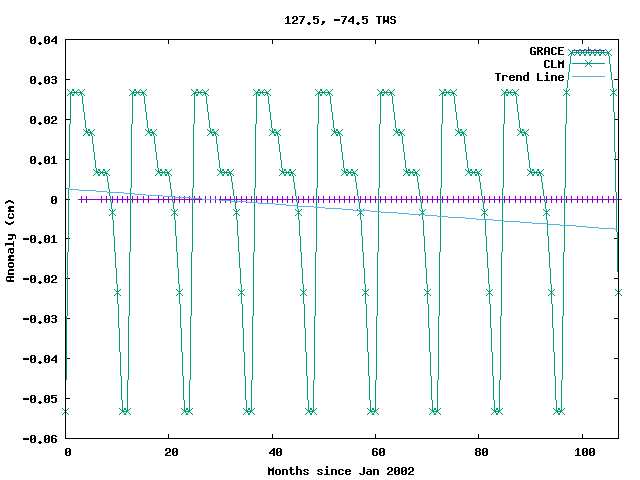 127.5, -74.5 TWS
GRACE
CLM
Trend Line
0.04
0.03
0.02
0.01
0
-0.01
-0.02
-0.03
-0.04
-0.05
-0.06
Anomaly (cm)
0 20 40 60 80 100
Months since Jan 2002